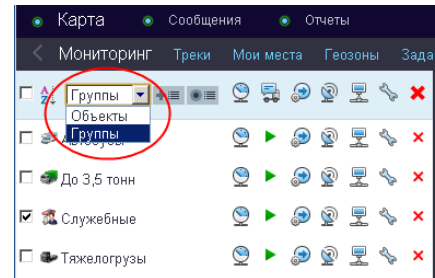 Карта Сообщения Отчеты
Мониторинг Треки Мои места Геозоны Зада
Группы
Объекты
Группы
До 3,5 тонн
Служебные
Тяжелогрузы